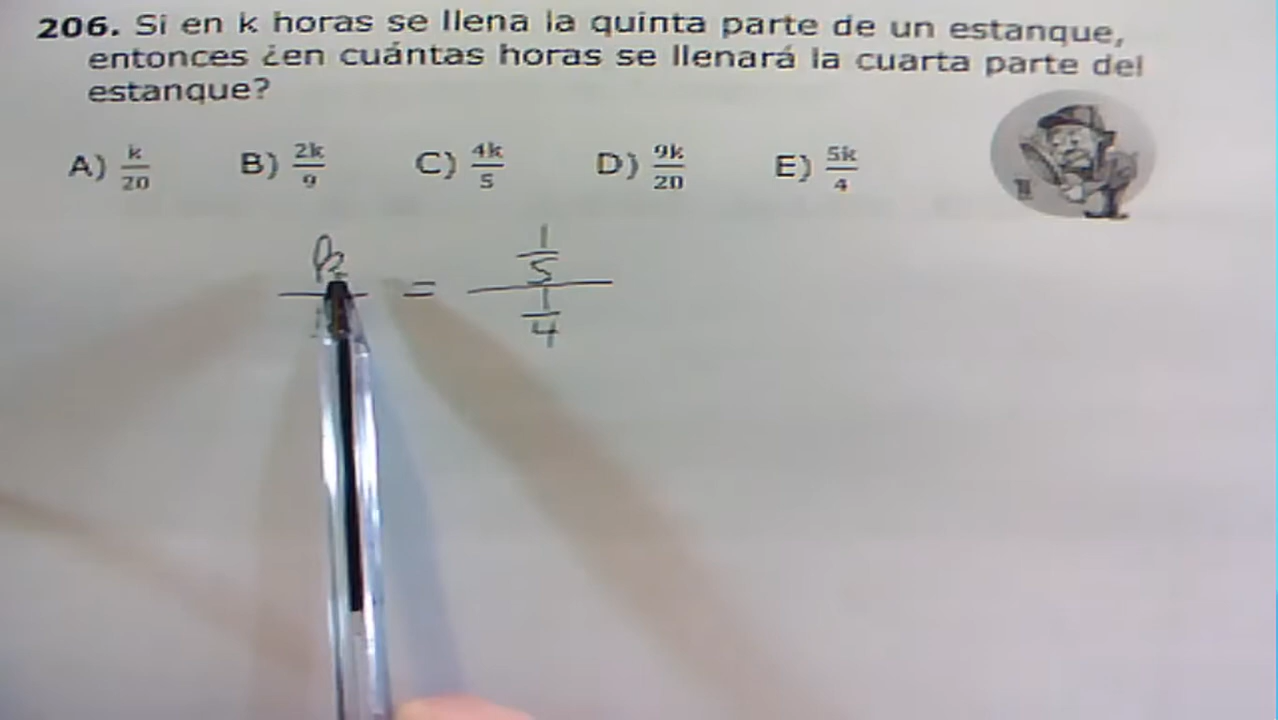 206. Si en k horas se llena la quinta parte de un estanque,
entonces ¿en cuántas horas se llenará la cuarta parte del
estanque?
A) k/20 B) 2k/9 C) 4k/5 D) 9k/20 E) 5k/4
k = 1/5
1/4